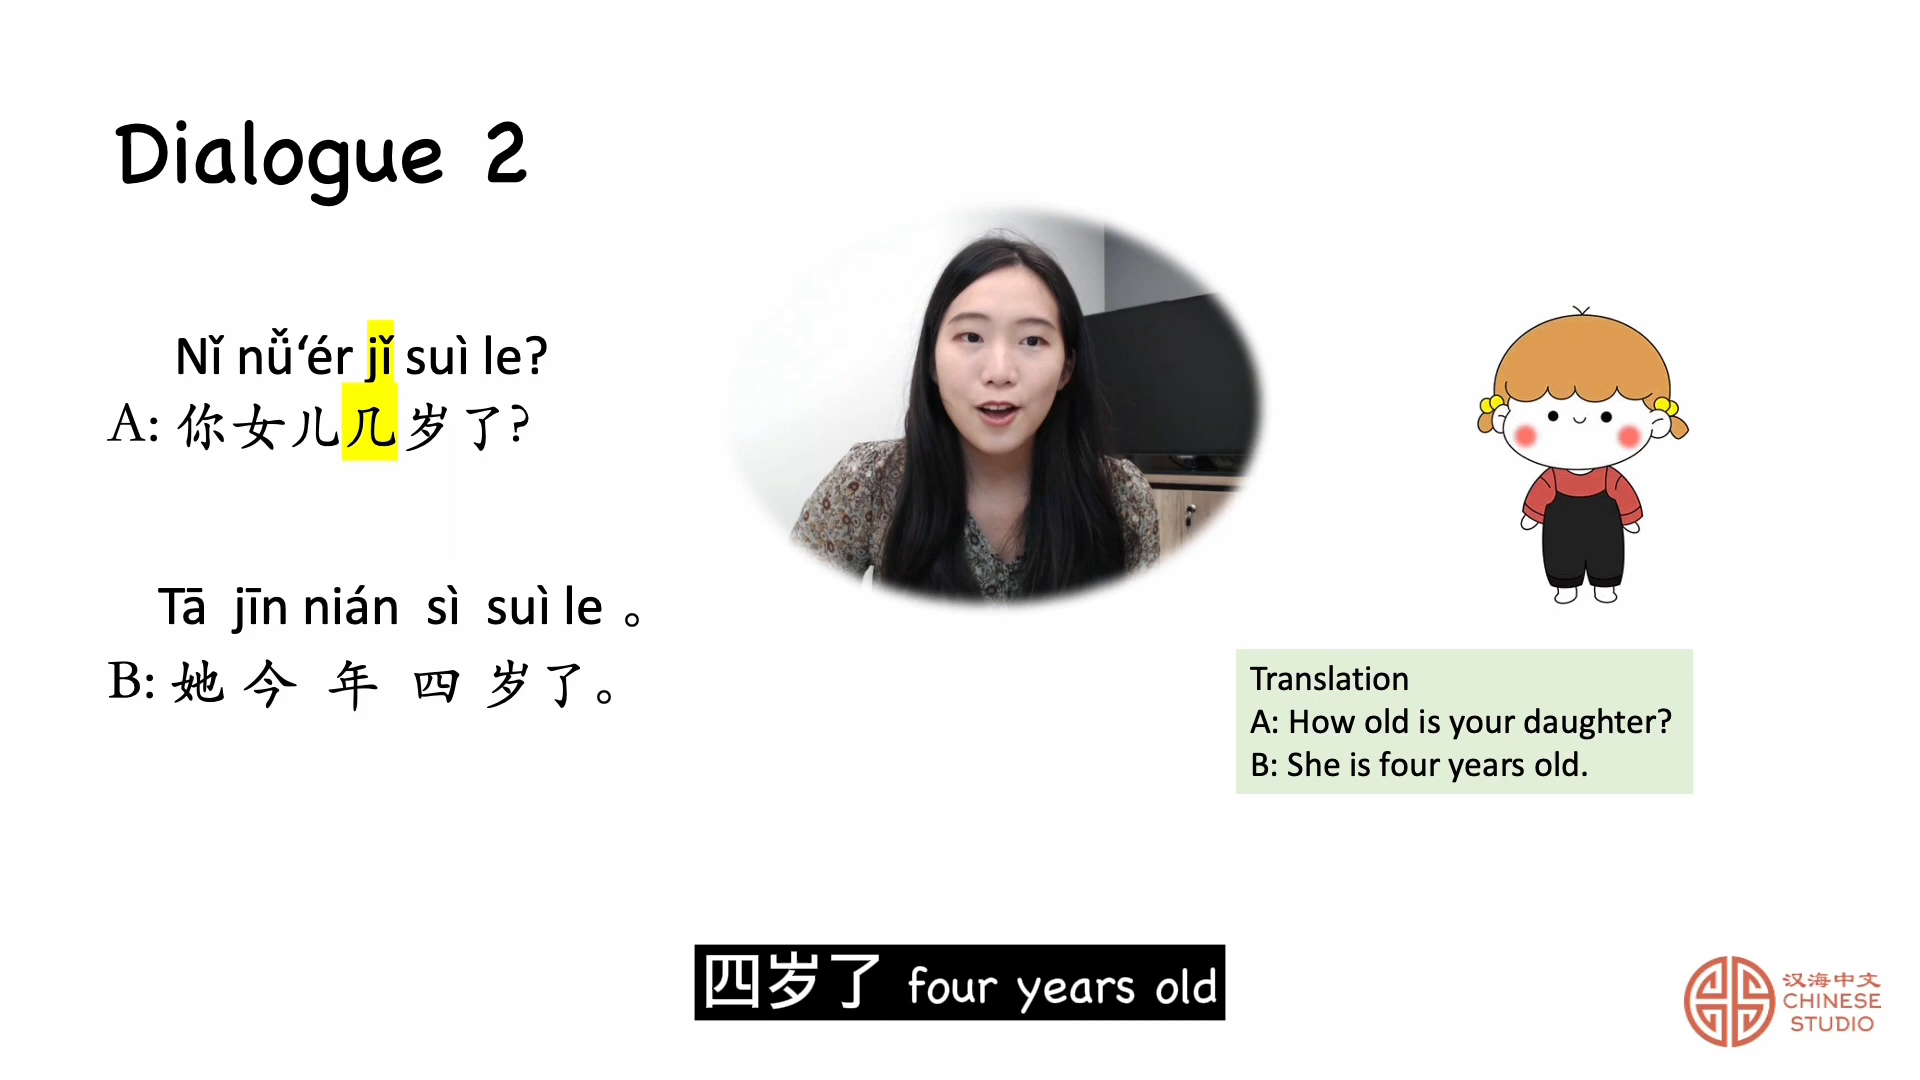 Dialogue 2
Nǐ nǚ‘ér jǐ suì le?
A: 你女儿几岁了?
Tā jīn nián sì suì le 。
B: 她 今 年 四 岁了。
Translation
A: How old is your daughter?
B: She is four years old.
四岁了 four years old
汉海中文
CHINESE
STUDIO